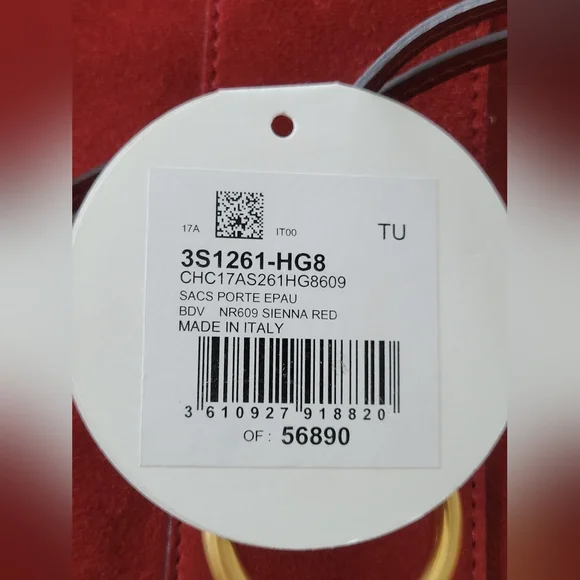 17A IT00 TU
3S1261-HG8
CHC17AS261HG8609
SACS PORTE EPAU
BDV NR609 SIENNA RED
MADE IN ITALY
3 610927 918820
OF : 56890